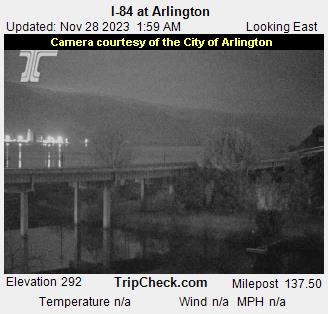 I-84 at Arlington
Updated: Nov 28 2023 1:59 AM Looking East
Camera courtesy of the City of Arlington
Elevation 292 TripCheck.com Milepost 137.50
Temperature n/a Wind n/a MPH n/a